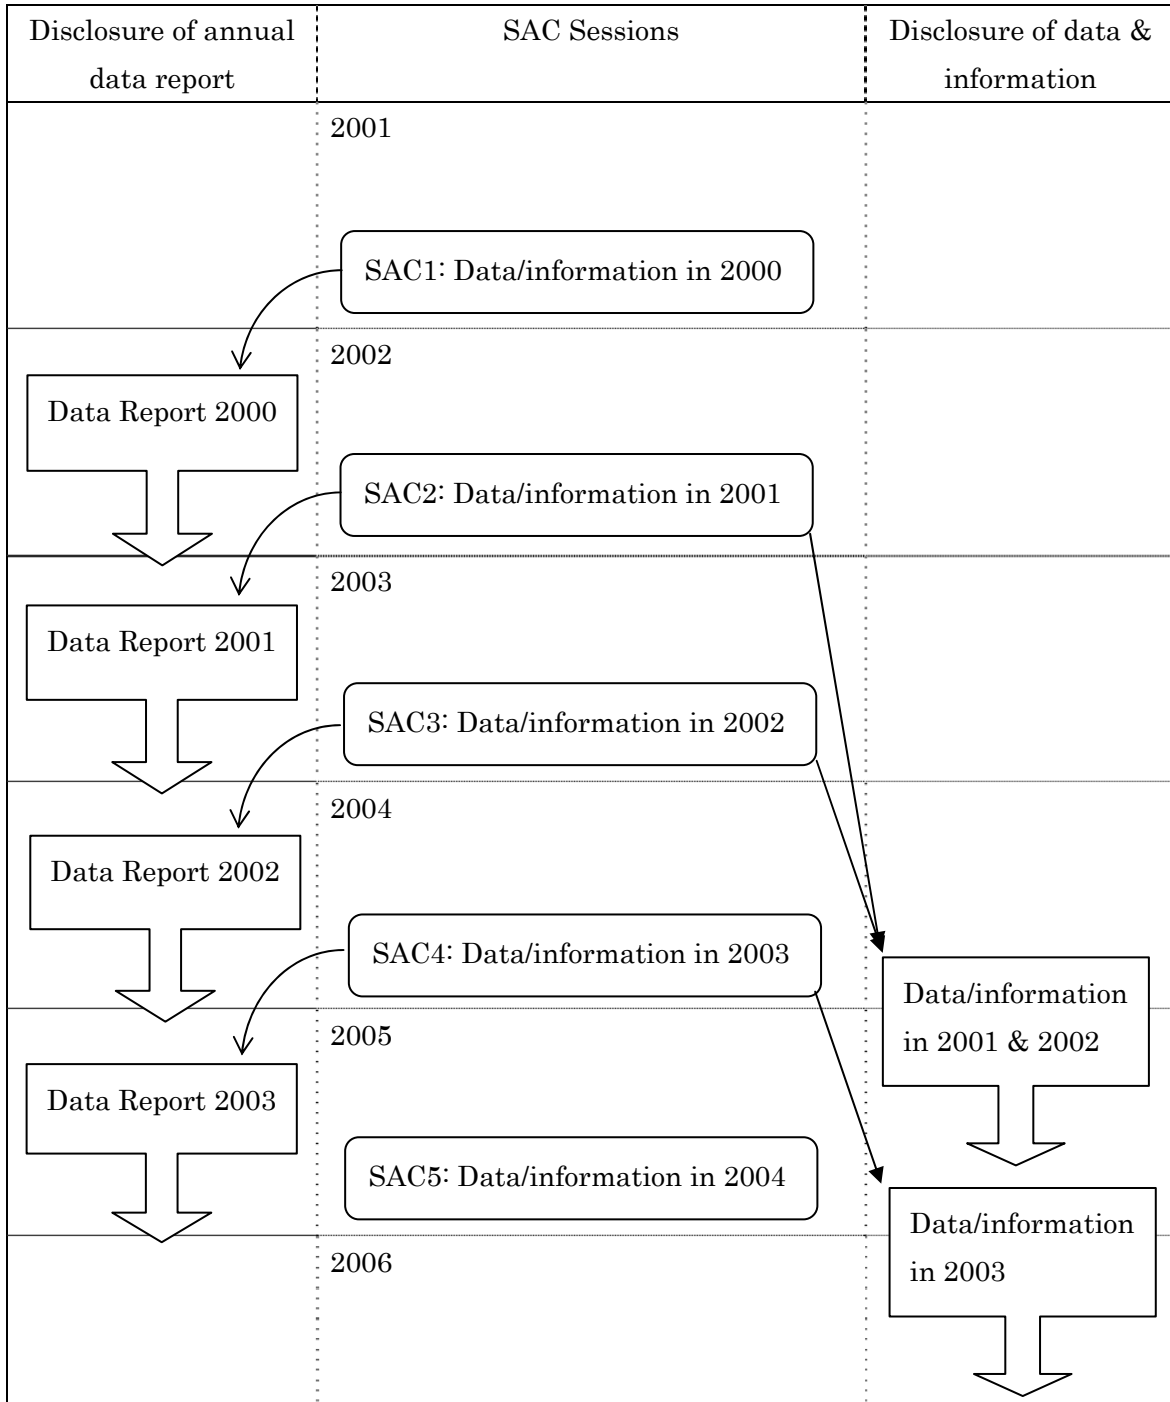 Disclosure of annual
data report
SAC Sessions
Disclosure of data &
information
2001
SAC1: Data/information in 2000
2002
Data Report 2000
SAC2: Data/information in 2001
2003
Data Report 2001
SAC3: Data/information in 2002
2004
Data Report 2002
SAC4: Data/information in 2003
Data/information
in 2001 & 2002
2005
Data Report 2003
SAC5: Data/information in 2004
Data/information
in 2003
2006